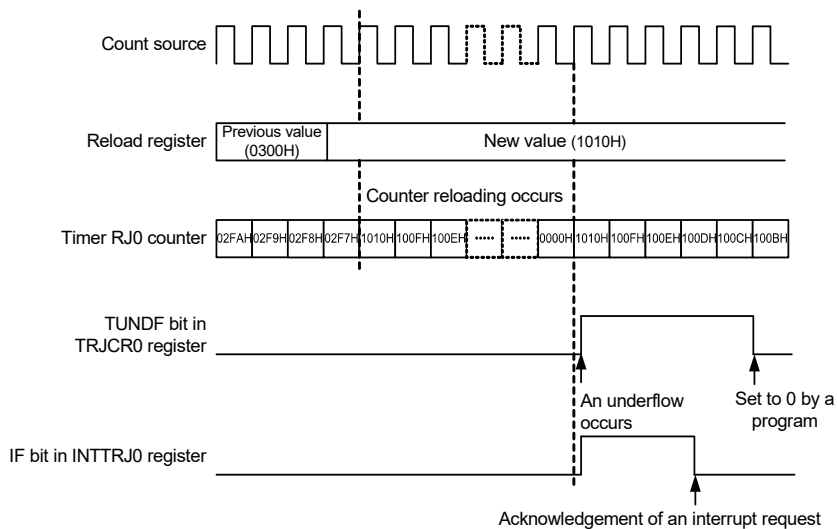 Count source
Reload register
Previous value
(0300H)
New value (1010H)
Counter reloading occurs
Timer RJ0 counter
02FAH 02F9H 02F8H 02F7H 1010H 100FH 100EH ..... ..... 0000H 1010H 100FH 100EH 100DH 100CH 100BH
TUNDF bit in
TRJCR0 register
An underflow
occurs
Set to 0 by a
program
IF bit in INTTRJ0 register
Acknowledgement of an interrupt request